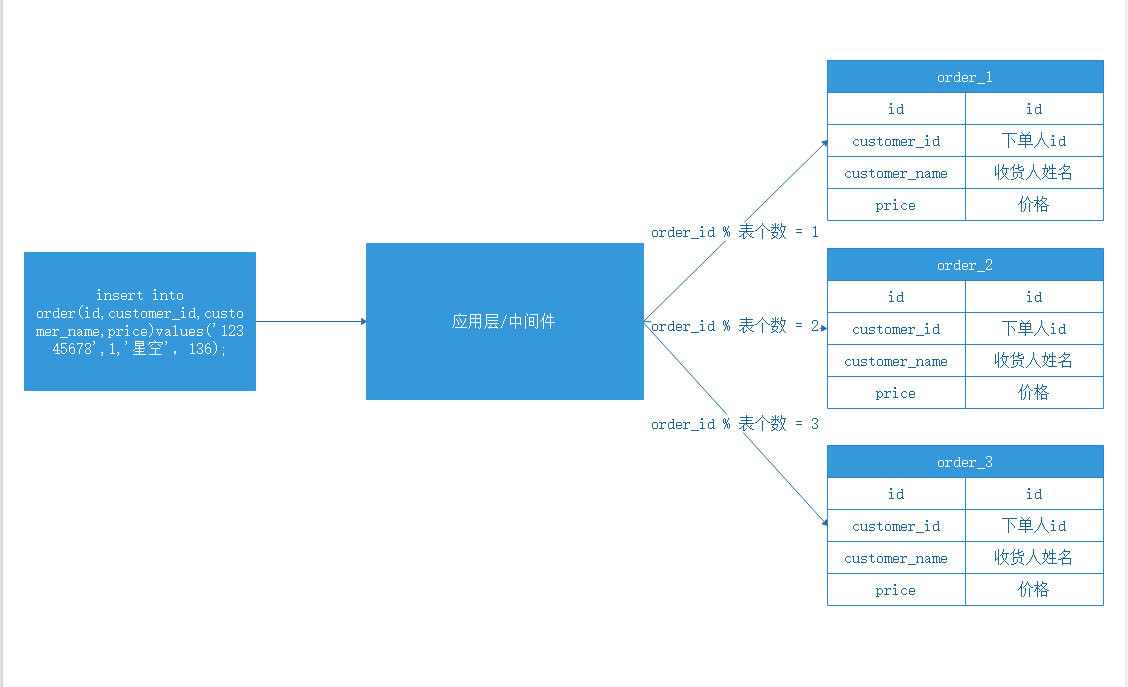 insert into
order(id,customer_id,custo
mer_name,price)values('123
45678',1,'星空', 136);
应用层/中间件
order_id % 表个数 = 1
order_id % 表个数 = 2
order_id % 表个数 = 3
order_1
id id
customer_id 下单人id
customer_name 收货人姓名
price 价格
order_2
id id
customer_id 下单人id
customer_name 收货人姓名
price 价格
order_3
id id
customer_id 下单人id
customer_name 收货人姓名
price 价格